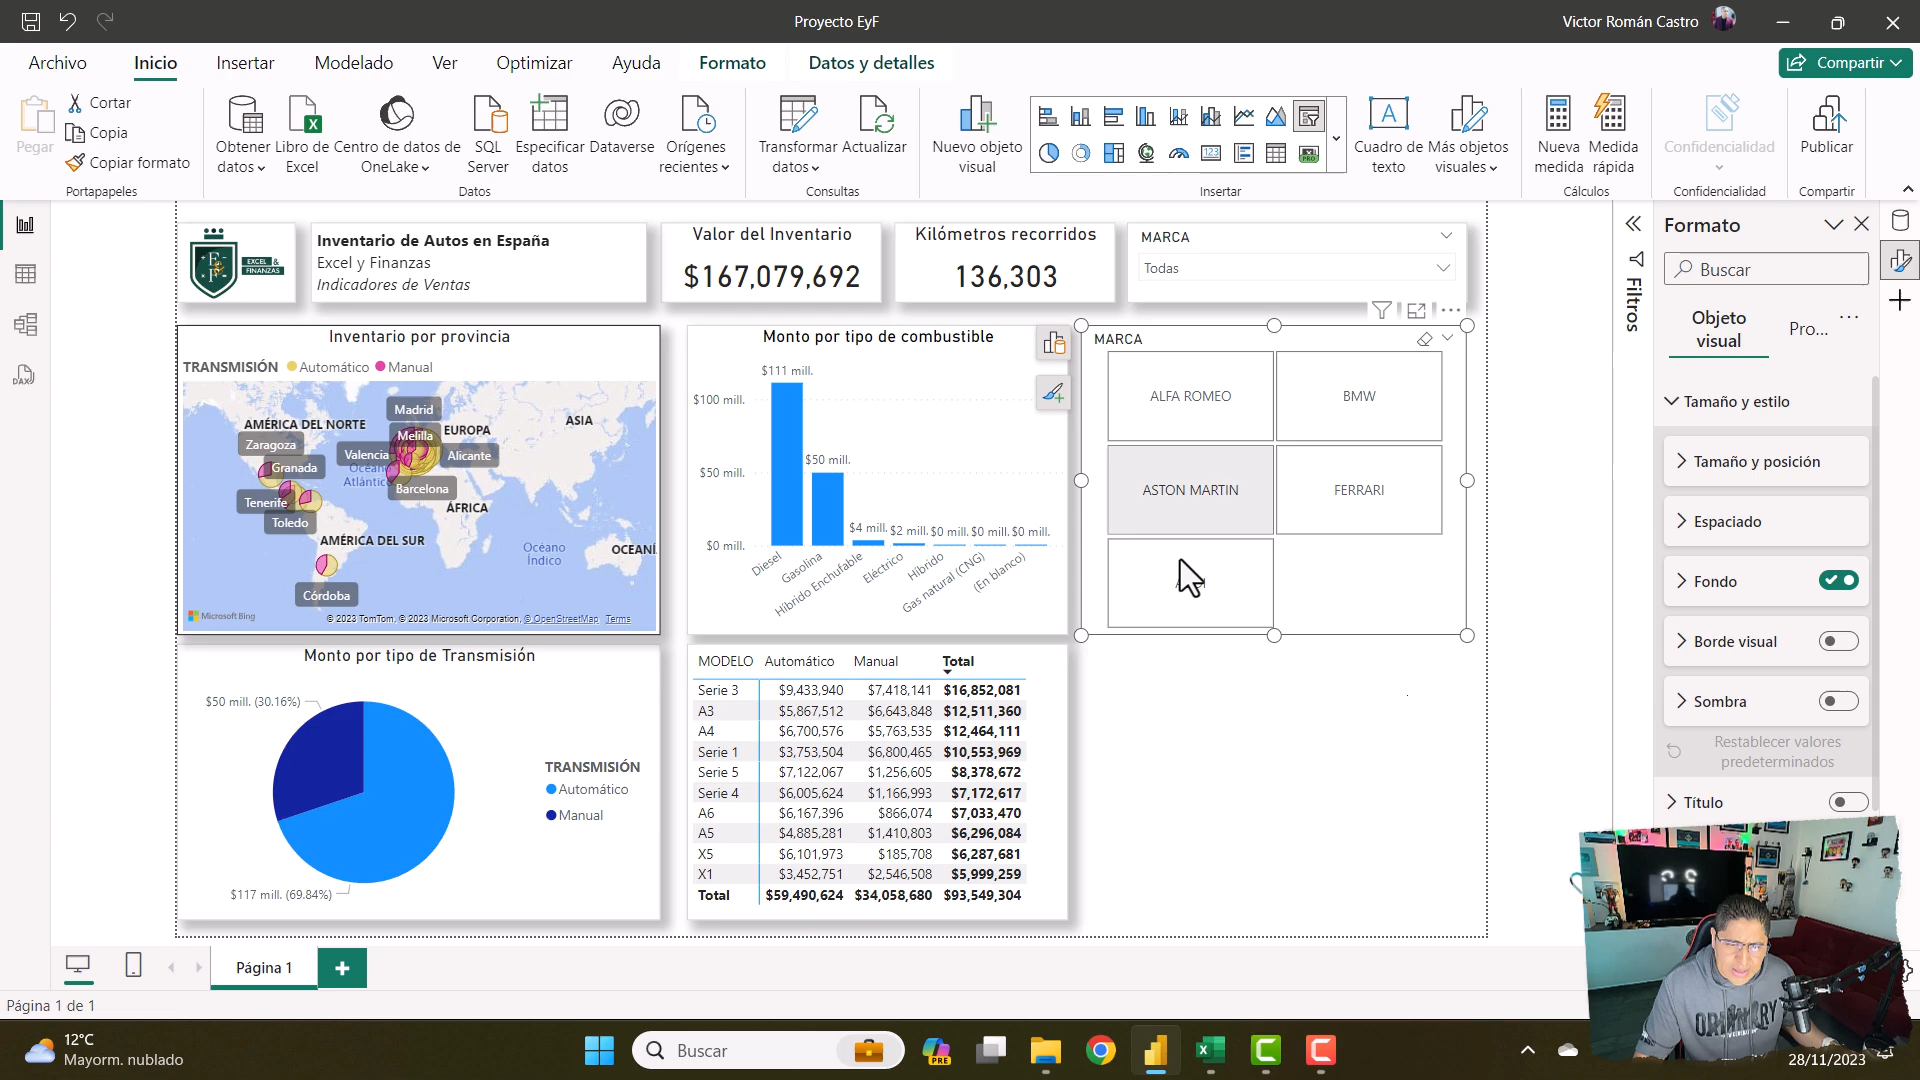 Proyecto EyF
Victor Román Castro
Archivo
Inicio
Insertar
Modelado
Ver
Optimizar
Ayuda
Formato
Datos y detalles
Compartir
Pegar
Cortar
Copia
Copiar formato
Portapapeles
Obtener datos
Libro de Excel
Centro de datos de OneLake
SQL Server
Especificar datos
Dataverse
Orígenes recientes
Datos
Transformar datos
Actualizar
Consultas
Nuevo objeto visual
Cuadro de texto
Más objetos visuales
Insertar
Nueva medida
Medida rápida
Cálculos
Confidencialidad
Confidencialidad
Publicar
Compartir
EXCEL & FINANZAS
Inventario de Autos en España
Excel y Finanzas
Indicadores de Ventas
Valor del Inventario
$167,079,692
Kilómetros recorridos
136,303
MARCA
Todas
Inventario por provincia
TRANSMISIÓN Automático Manual
AMÉRICA DEL NORTE
Madrid
Melilla
EUROPA
ASIA
Zaragoza
Valencia
Alicante
Granada
Océano
Atlántico
Barcelona
Tenerife
ÁFRICA
Toledo
AMÉRICA DEL SUR
Océano
Índico
OCEANÍ
Córdoba
Microsoft Bing
© 2023 TomTom, © 2023 Microsoft Corporation, © OpenStreetMap Terms
Monto por tipo de combustible
$111 mill.
$100 mill.
$50 mill.
$50 mill.
$4 mill. $2 mill. $0 mill. $0 mill. $0 mill.
$0 mill.
Diesel
Gasolina
Híbrido Enchufable
Eléctrico
Híbrido
Gas natural (CNG)
(En blanco)
MARCA
ALFA ROMEO
BMW
ASTON MARTIN
FERRARI
Monto por tipo de Transmisión
$50 mill. (30.16%)
$117 mill. (69.84%)
TRANSMISIÓN
Automático
Manual
MODELO Automático Manual Total
Serie 3 $9,433,940 $7,418,141 $16,852,081
A3 $5,867,512 $6,643,848 $12,511,360
A4 $6,700,576 $5,763,535 $12,464,111
Serie 1 $3,753,504 $6,800,465 $10,553,969
Serie 5 $7,122,067 $1,256,605 $8,378,672
Serie 4 $6,005,624 $1,166,993 $7,172,617
A6 $6,167,396 $866,074 $7,033,470
A5 $4,885,281 $1,410,803 $6,296,084
X5 $6,101,973 $185,708 $6,287,681
X1 $3,452,751 $2,546,508 $5,999,259
Total $59,490,624 $34,058,680 $93,549,304
Filtros
Formato
Buscar
Objeto visual
Pro...
Tamaño y estilo
Tamaño y posición
Espaciado
Fondo
Borde visual
Sombra
Restablecer valores predeterminados
Título
DAX
Página 1
Página 1 de 1
12°C
Mayorm. nublado
Buscar
PRE
28/11/2023